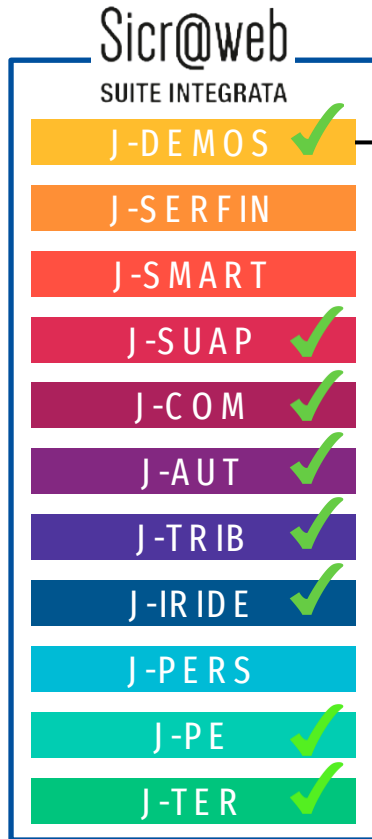 Sicr@web
SUITE INTEGRATA
J-DEMOS
J-SERFIN
J-SMART
J-SUAP
J-COM
J-AUT
J-TRIB
J-IRIDE
J-PERS
J-PE
J-TER